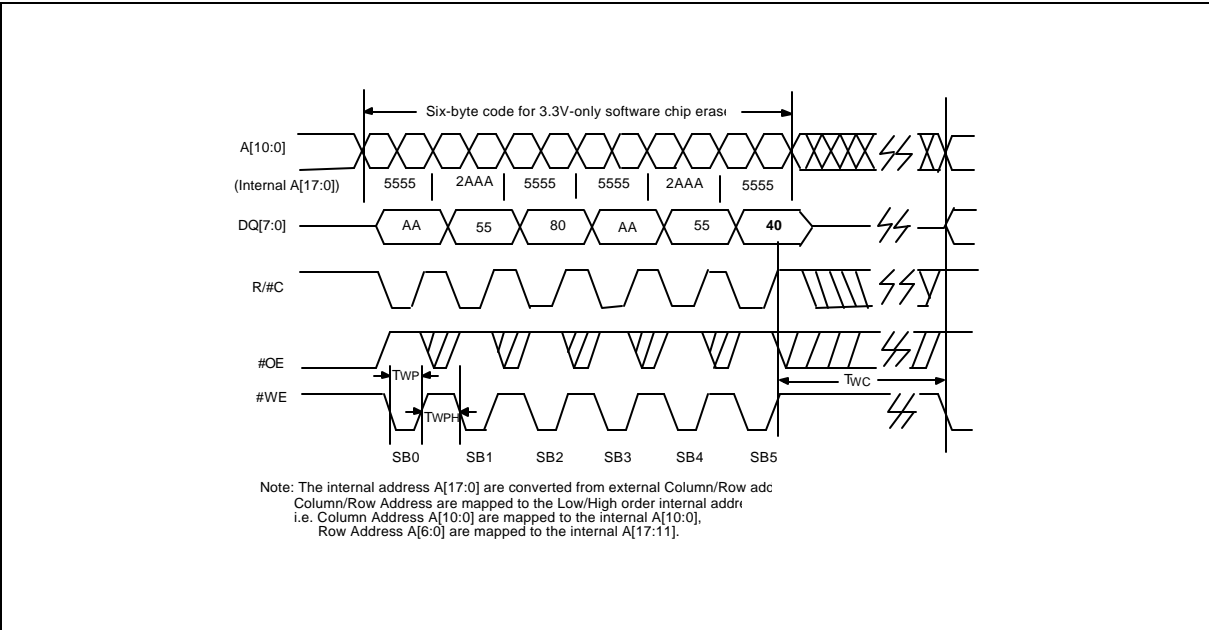 Six-byte code for 3.3V-only software chip erase
A[10:0]
(Internal A[17:0])
5555 2AAA 5555 5555 2AAA 5555
DQ[7:0]
AA 55 80 AA 55 40
R/#C
#OE
TWP
TWC
#WE
TWPH
SB0 SB1 SB2 SB3 SB4 SB5
Note: The internal address A[17:0] are converted from external Column/Row
Column/Row Address are mapped to the Low/High order internal
i.e. Column Address A[10:0] are mapped to the internal A[10:0],
Row Address A[6:0] are mapped to the internal A[17:11].